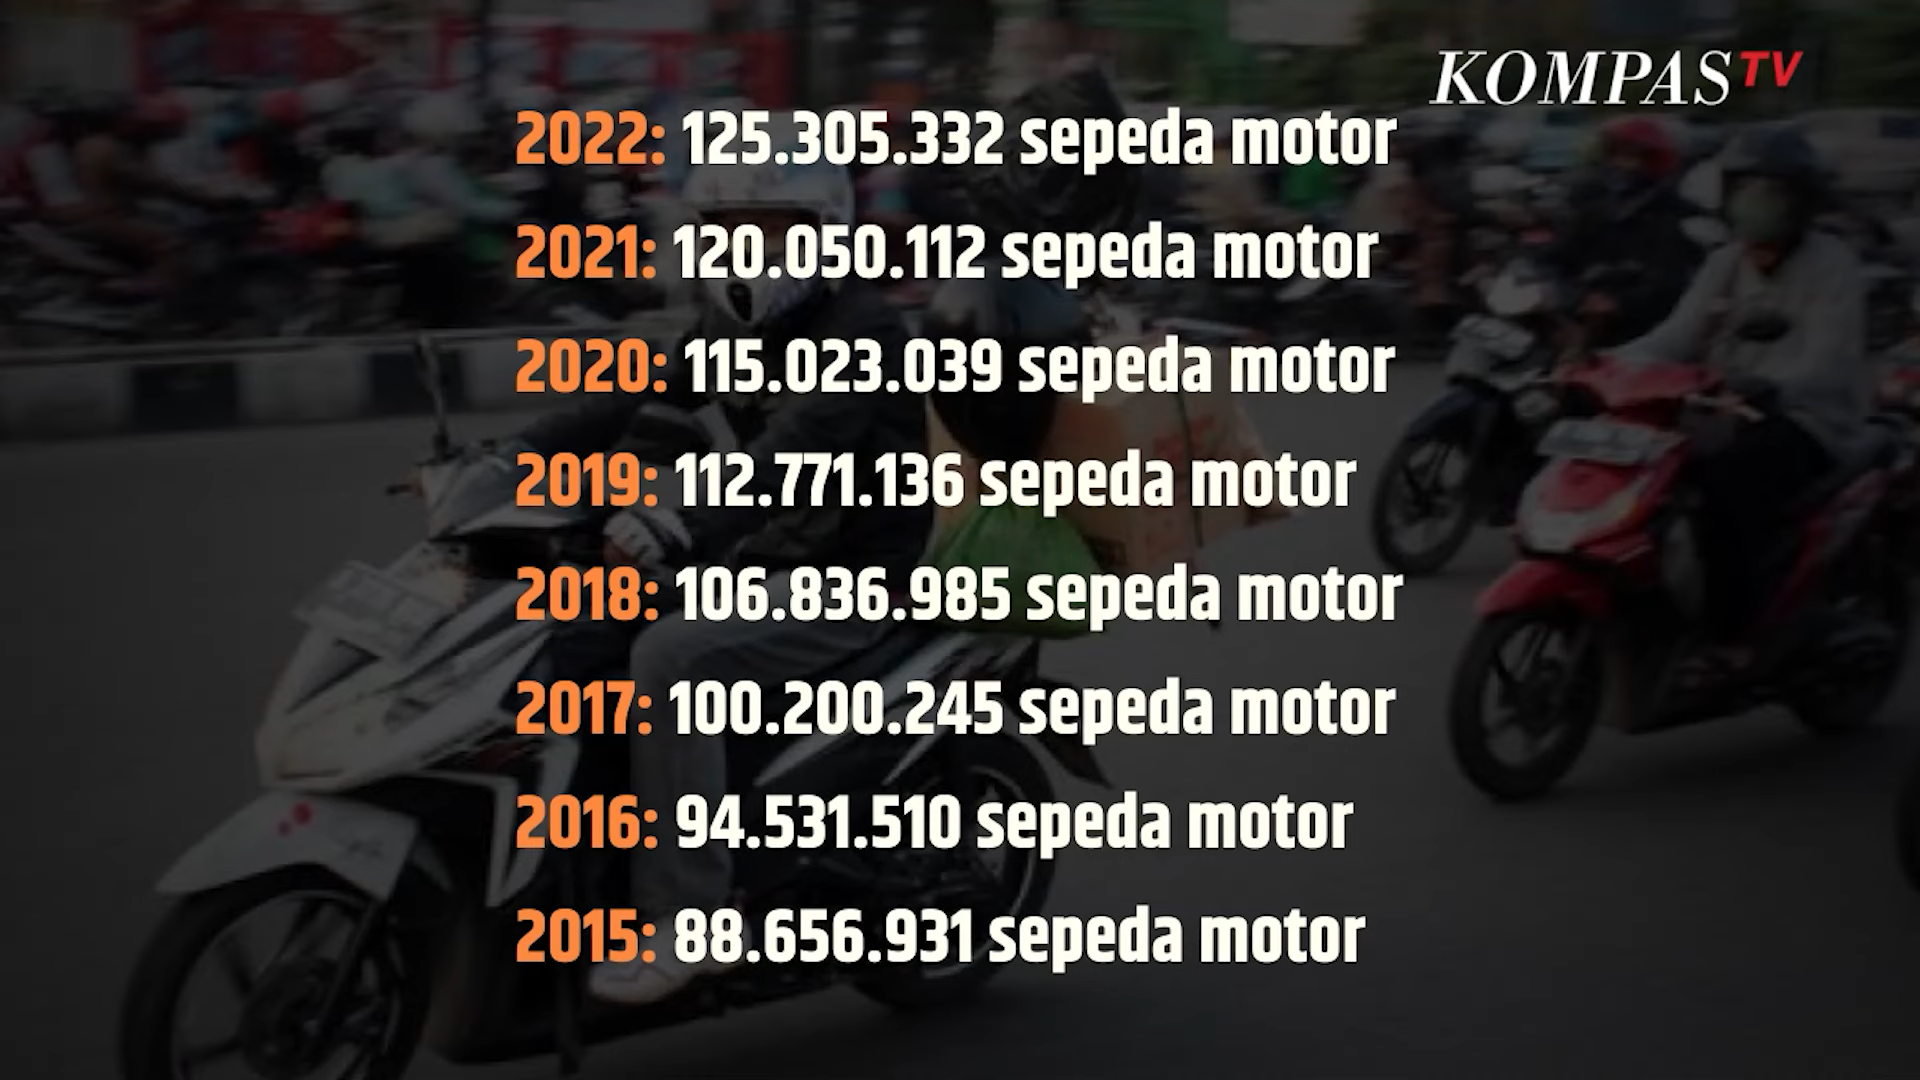 KOMPAS TV
2022: 125.305.332 sepeda motor
2021: 120.050.112 sepeda motor
2020: 115.023.039 sepeda motor
2019: 112.771.136 sepeda motor
2018: 106.836.985 sepeda motor
2017: 100.200.245 sepeda motor
2016: 94.531.510 sepeda motor
2015: 88.656.931 sepeda motor